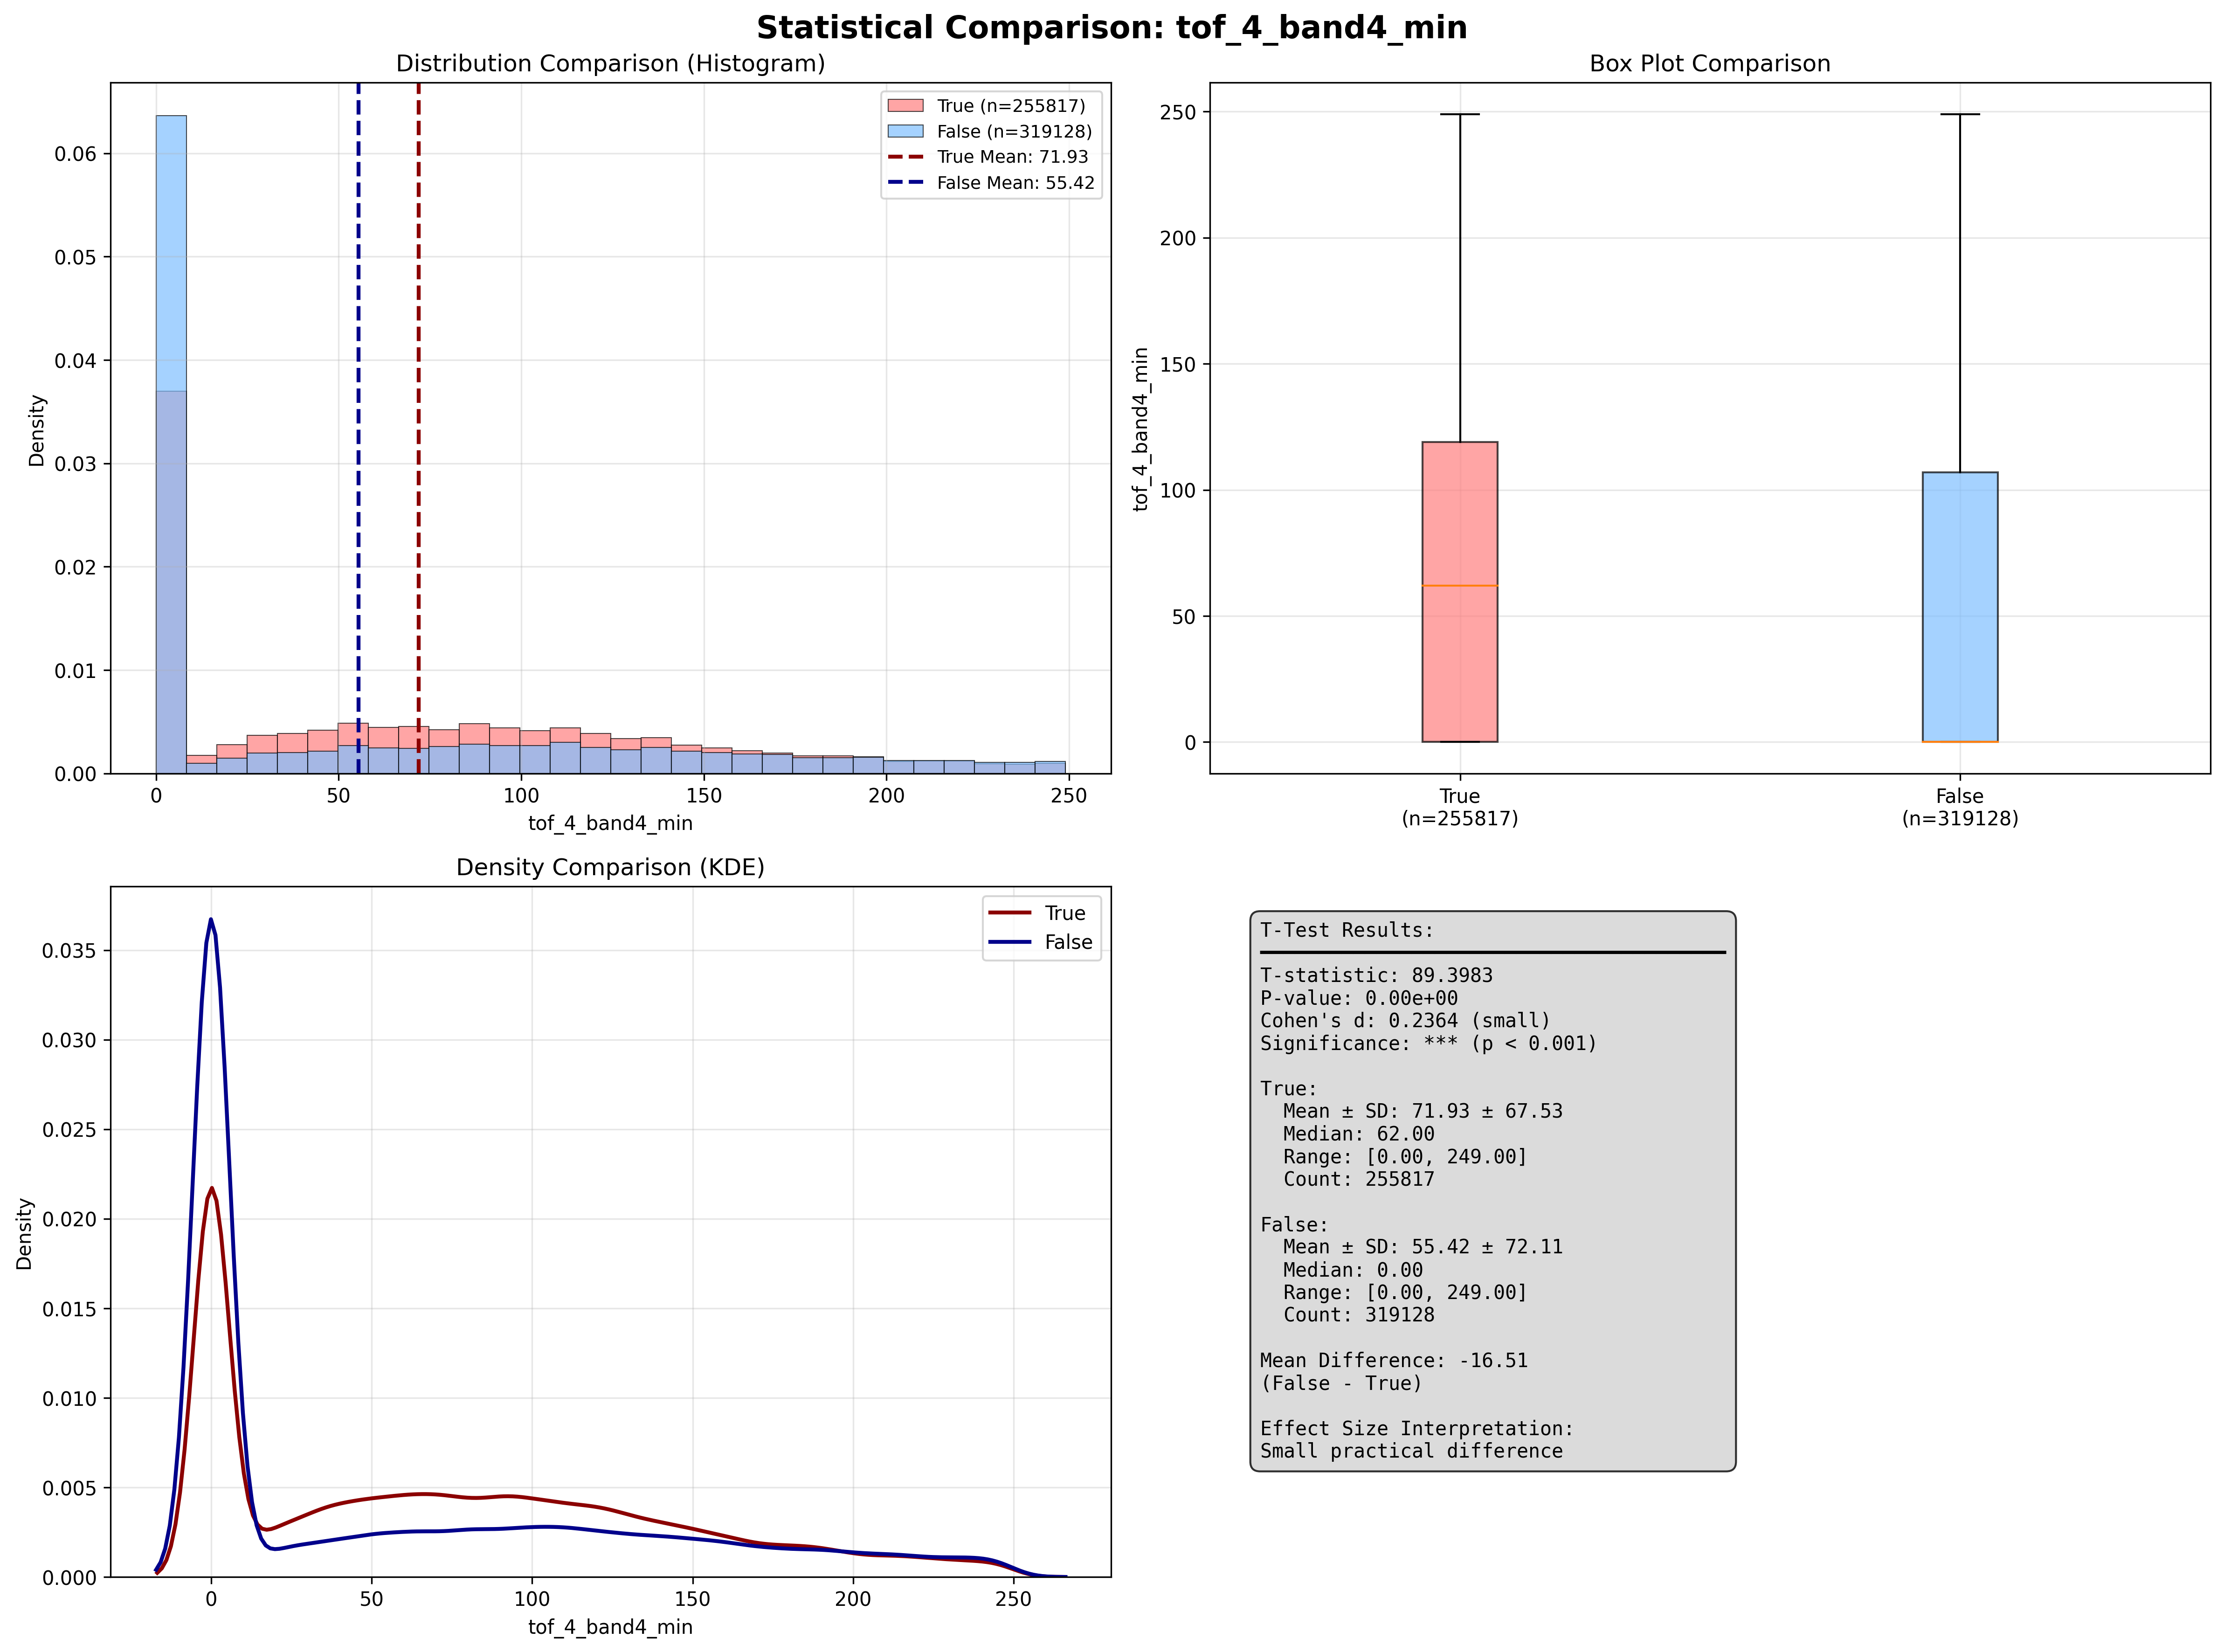 Statistical Comparison: tof_4_band4_min
Distribution Comparison (Histogram)
Density
0.06
0.05
0.04
0.03
0.02
0.01
0.00
0 50 100 150 200 250
tof_4_band4_min
True (n=255817)
False (n=319128)
True Mean: 71.93
False Mean: 55.42
Box Plot Comparison
tof_4_band4_min
250
200
150
100
50
0
True
(n=255817)
False
(n=319128)
Density Comparison (KDE)
Density
0.035
0.030
0.025
0.020
0.015
0.010
0.005
0.000
0 50 100 150 200 250
tof_4_band4_min
True
False
T-Test Results:
T-statistic: 89.3983
P-value: 0.00e+00
Cohen's d: 0.2364 (small)
Significance: *** (p < 0.001)
True:
Mean ± SD: 71.93 ± 67.53
Median: 62.00
Range: [0.00, 249.00]
Count: 255817
False:
Mean ± SD: 55.42 ± 72.11
Median: 0.00
Range: [0.00, 249.00]
Count: 319128
Mean Difference: -16.51
(False - True)
Effect Size Interpretation:
Small practical difference